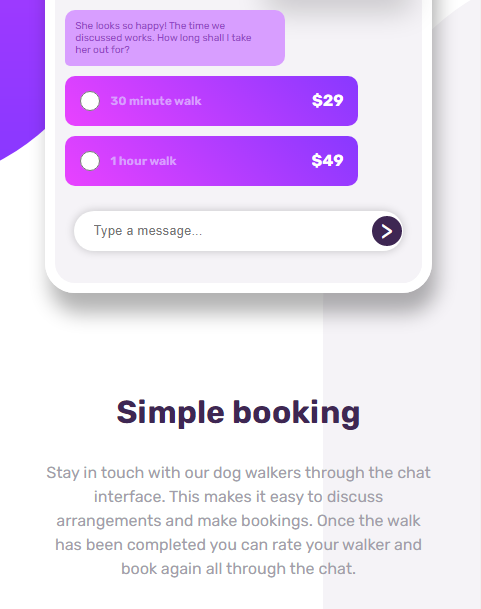 She looks so happy! The time we
discussed works. How long shall I take
her out for?
30 minute walk $29
1 hour walk $49
Type a message...
Simple booking
Stay in touch with our dog walkers through the chat
interface. This makes it easy to discuss
arrangements and make bookings. Once the walk
has been completed you can rate your walker and
book again all through the chat.